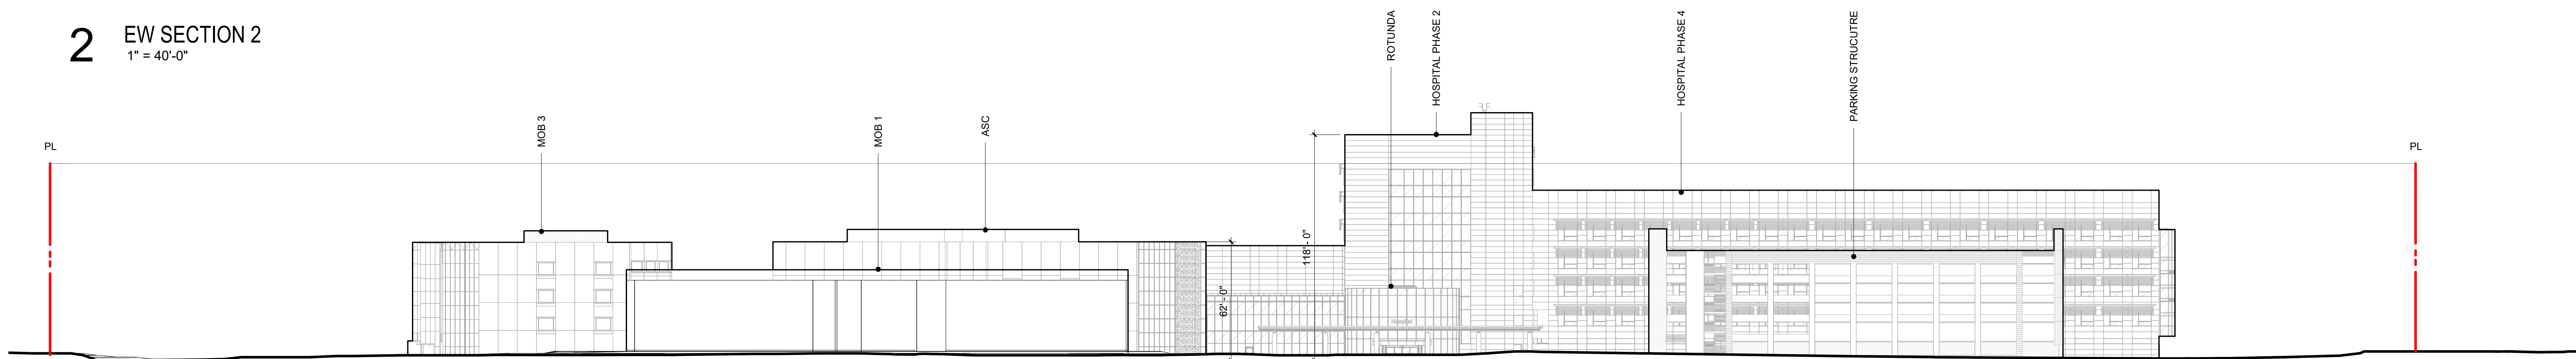 2
EW SECTION 2
1" = 40'-0"
PL
MOB 3
MOB 1
ASC
ROTUNDA
HOSPITAL PHASE 2
HOSPITAL PHASE 4
PARKING STRUCUTRE
PL
118' - 0"
62' - 0"
Hospital